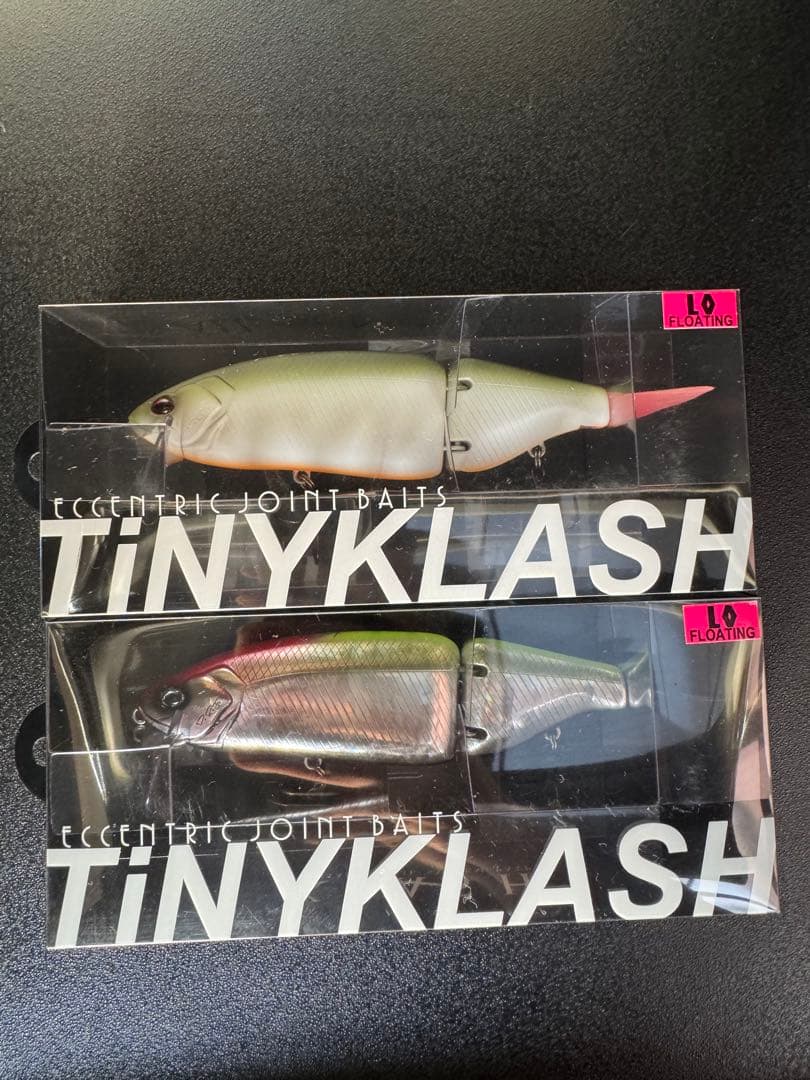 LO
FLOATING
ECCENTRIC JOINT BAITS
TiNYKLASH
LO
FLOATING
ECCENTRIC JOINT BAITS
TiNYKLASH